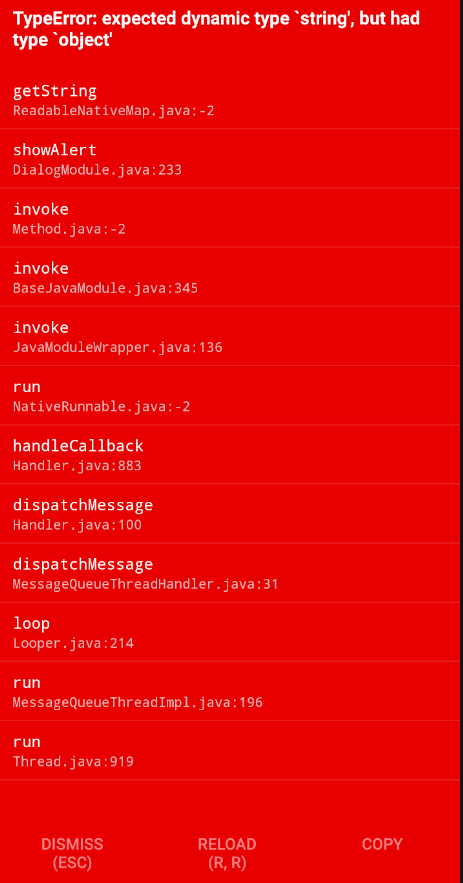 TypeError: expected dynamic type `string', but had
type `object'
getString
ReadableNativeMap.java:-2
showAlert
DialogModule.java:233
invoke
Method.java:-2
invoke
BaseJavaModule.java:345
invoke
JavaModuleWrapper.java:136
run
NativeRunnable.java:-2
handleCallback
Handler.java:883
dispatchMessage
Handler.java:100
dispatchMessage
MessageQueueThreadHandler.java:31
loop
Looper.java:214
run
MessageQueueThreadImpl.java:196
run
Thread.java:919
DISMISS
(ESC)
RELOAD
(R, R)
COPY